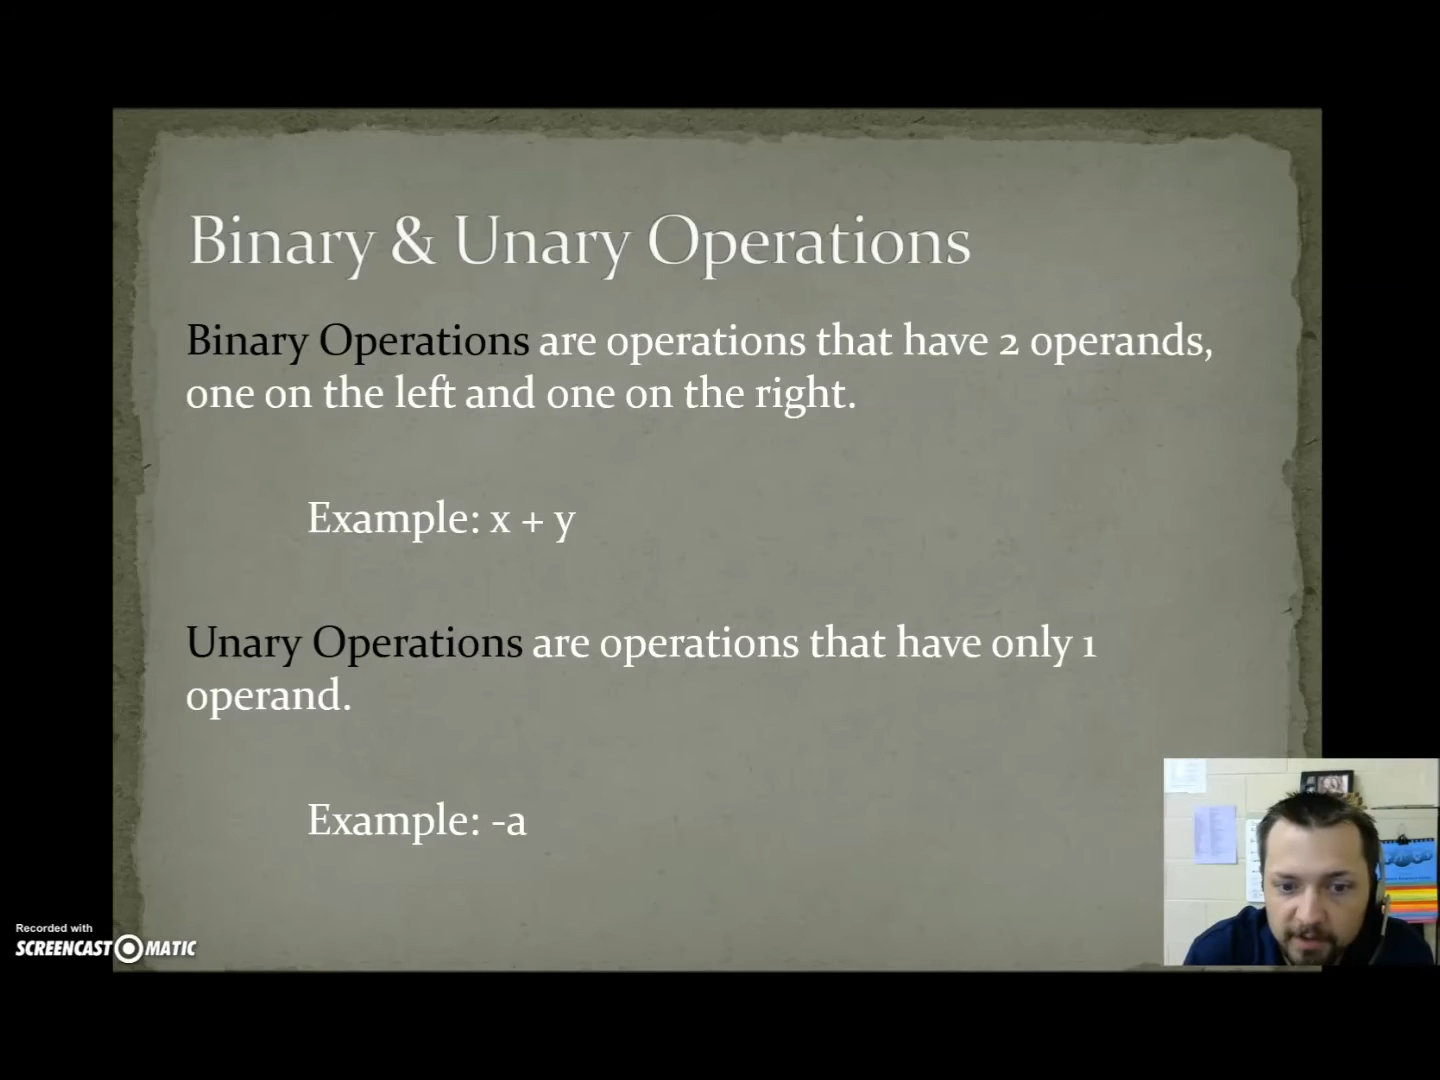 Binary & Unary Operations
Binary Operations are operations that have 2 operands,
one on the left and one on the right.
Example: x + y
Unary Operations are operations that have only 1
operand.
Example: -a
Recorded with
SCREENCAST MATIC